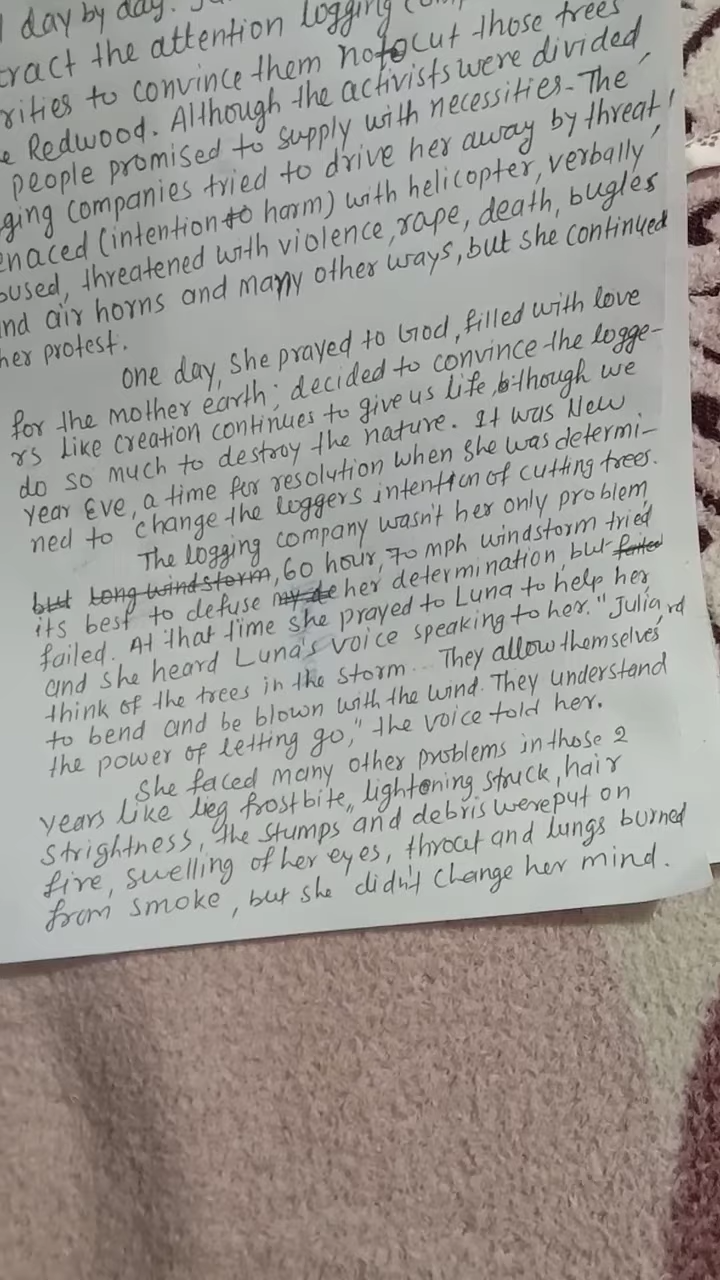 day by day.
tract the attention logging
rities to convince them not to cut those trees
e Redwood. Although the activists were divided,
people promised to supply with necessities. The
ging companies tried to drive her away by threat,
enaced (intention to harm) with helicopter, verbally,
bused, threatened with violence, rape, death, bugles
nd air horns and many other ways, but she continued
her protest.
One day, She prayed to God, filled with love
for the mother earth; decided to convince the logge-
rs like creation continues to give us life, though we
do so much to destroy the nature. It was New
year Eve, a time for resolution when she was determi-
ned to change the loggers intention of cutting trees.
The logging company wasn't her only problem,
but long windstorm, 60 hour, 70 mph windstorm tried
its best to defuse her determination, but failed
failed. At that time she prayed to Luna to help her,
and she heard Luna's voice speaking to her. "Julia,
think of the trees in the storm... They allow themselves
to bend and be blown with the wind. They understand
the power of letting go," the voice told her.
She faced many other problems in those 2
years like leg frostbite, lightening struck, hair
strightness, the stumps and debris were put on
fire, swelling of her eyes, throat and lungs burned
from smoke, but she didn't change her mind.